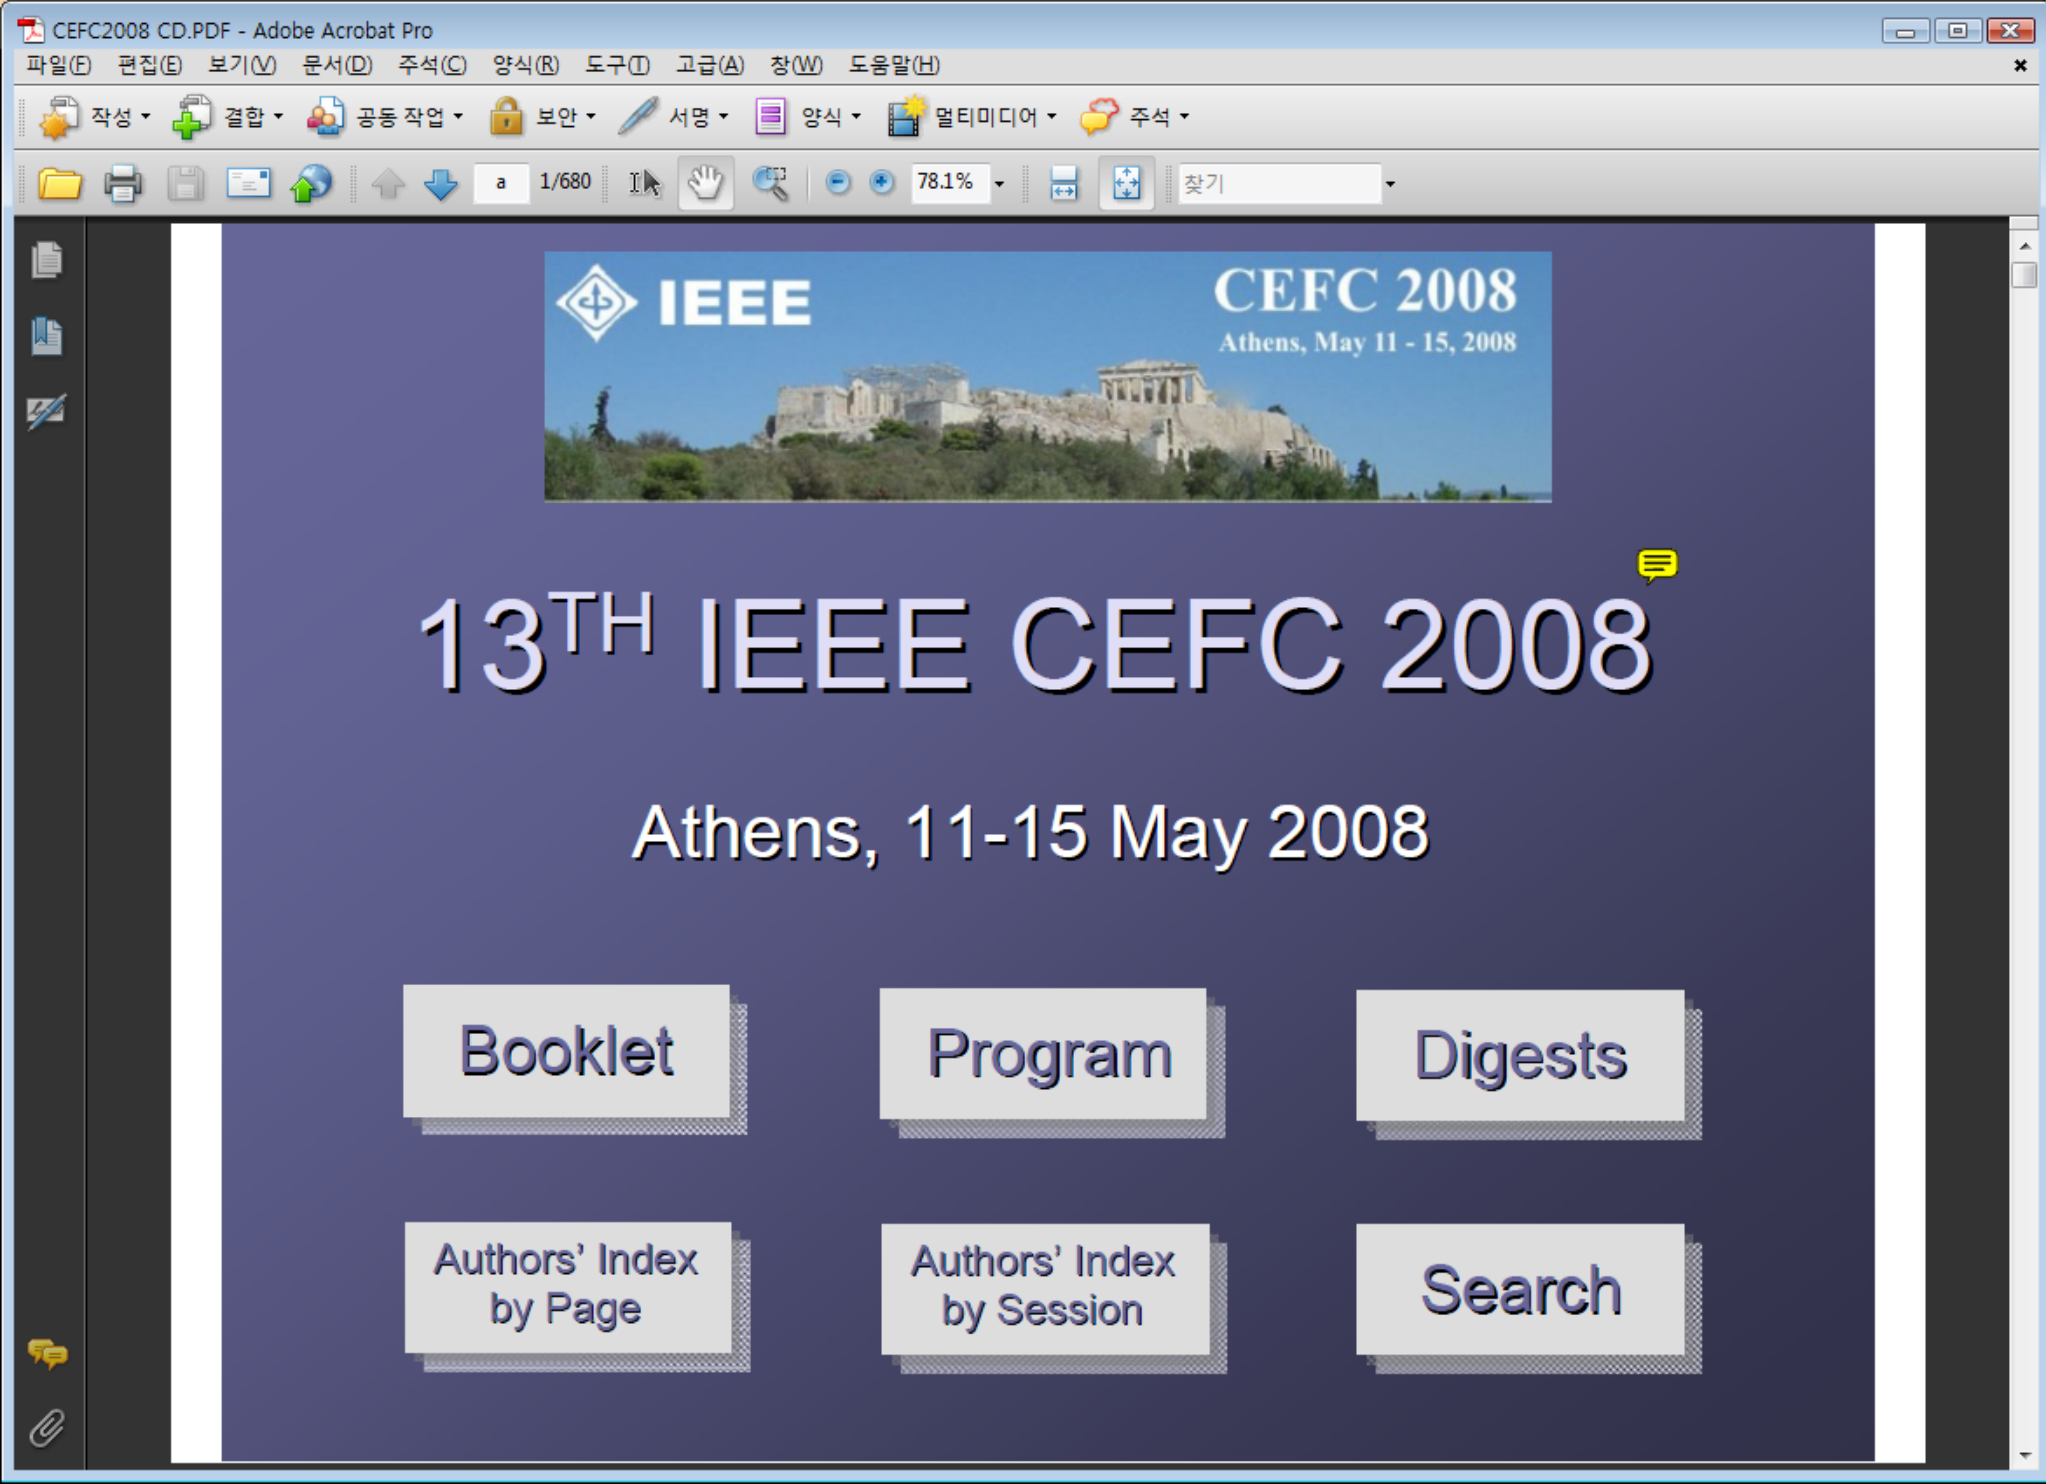 CEFC2008 CD.PDF - Adobe Acrobat Pro
파일(F) 편집(E) 보기(V) 문서(D) 주석(C) 양식(R) 도구(T) 고급(A) 창(W) 도움말(H)
작성 결합 공동 작업 보안 서명 양식 멀티미디어 주석
a 1/680 78.1% 찾기
IEEE
CEFC 2008
Athens, May 11 - 15, 2008
13TH IEEE CEFC 2008
Athens, 11-15 May 2008
Booklet Program Digests
Authors’ Index by Page
Authors’ Index by Session
Search